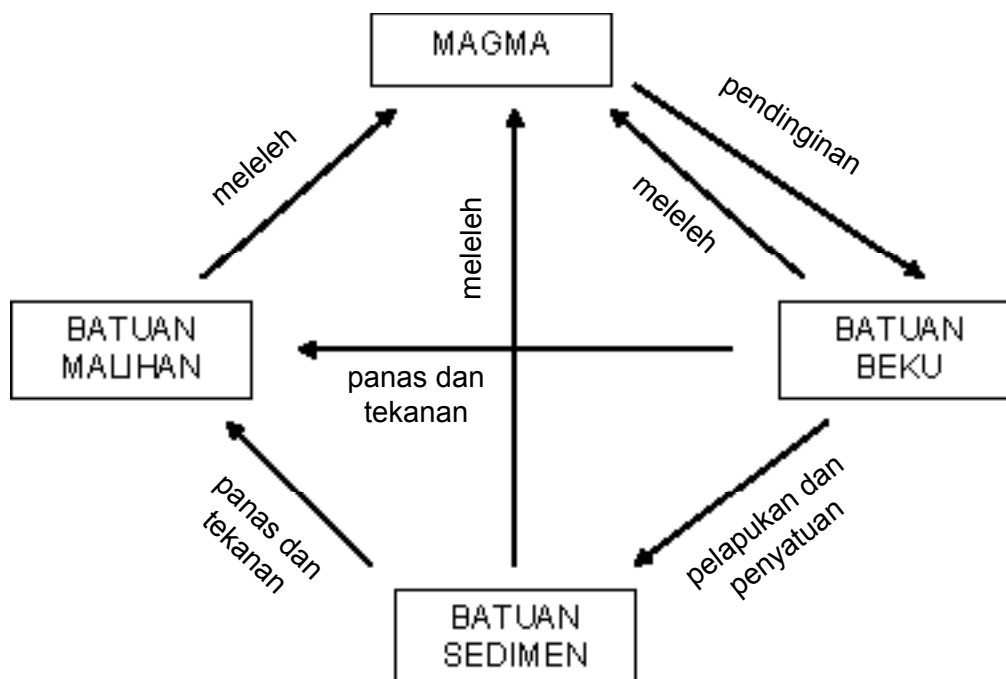 MAGMA
pendinginan
meleleh
meleleh
meleleh
BATUAN
MALIHAN
BATUAN
BEKU
panas dan
tekanan
panas dan
tekanan
pelapukan dan
penyatuan
BATUAN
SEDIMEN